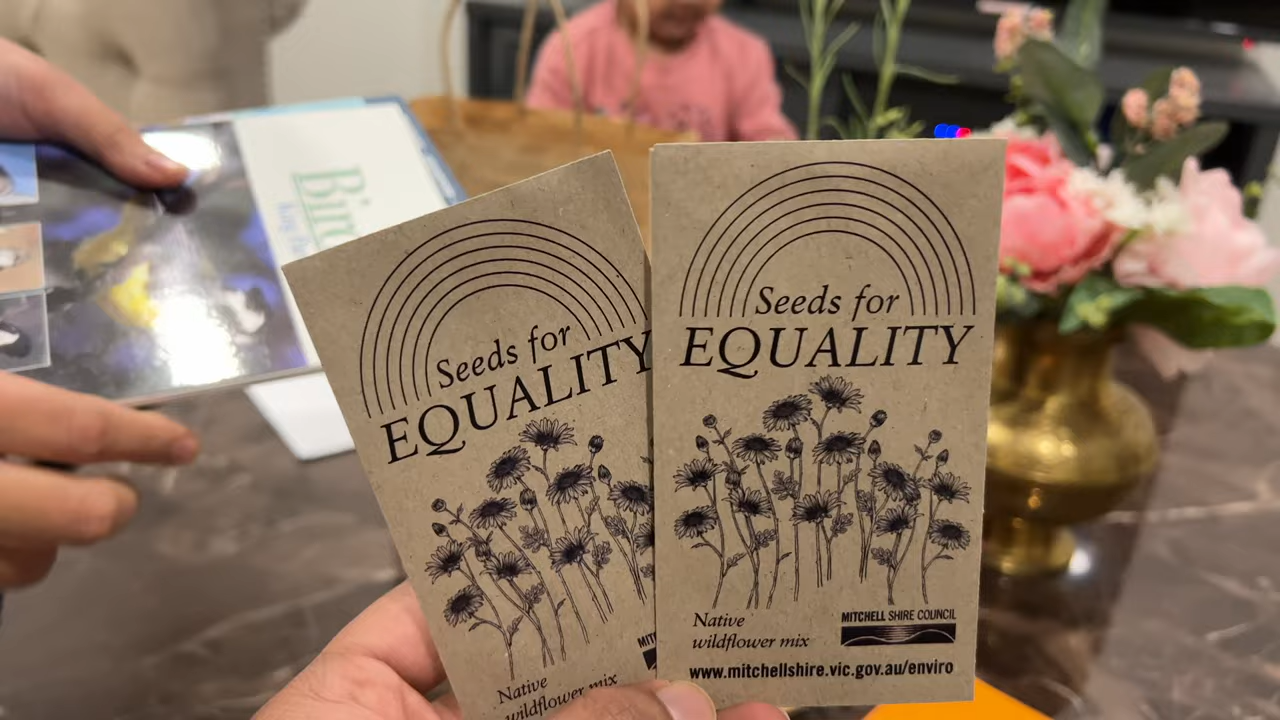 Seeds for
EQUALITY
Native
wildflower mix
Seeds for
EQUALITY
Native
wildflower mix
MITCHELL SHIRE COUNCIL
www.mitchellshire.vic.gov.au/enviro